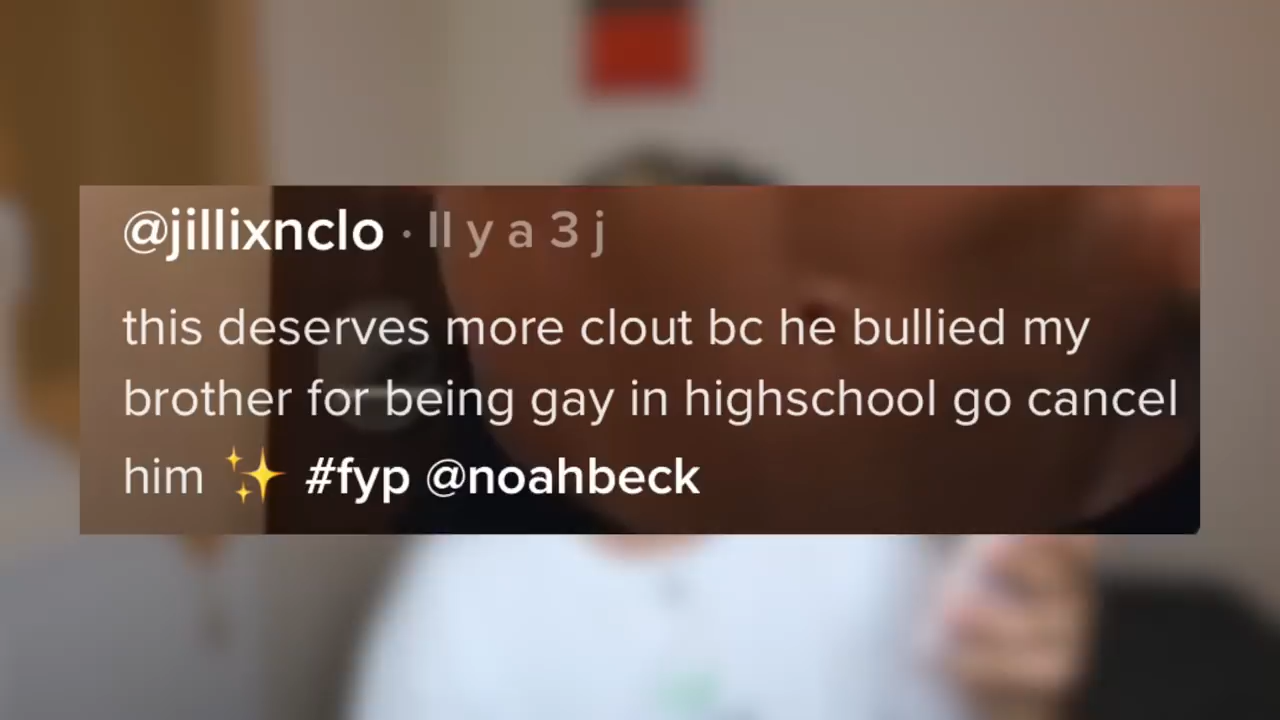 @jillixnclo · Il y a 3 j
this deserves more clout bc he bullied my
brother for being gay in highschool go cancel
him ✨ #fyp @noahbeck